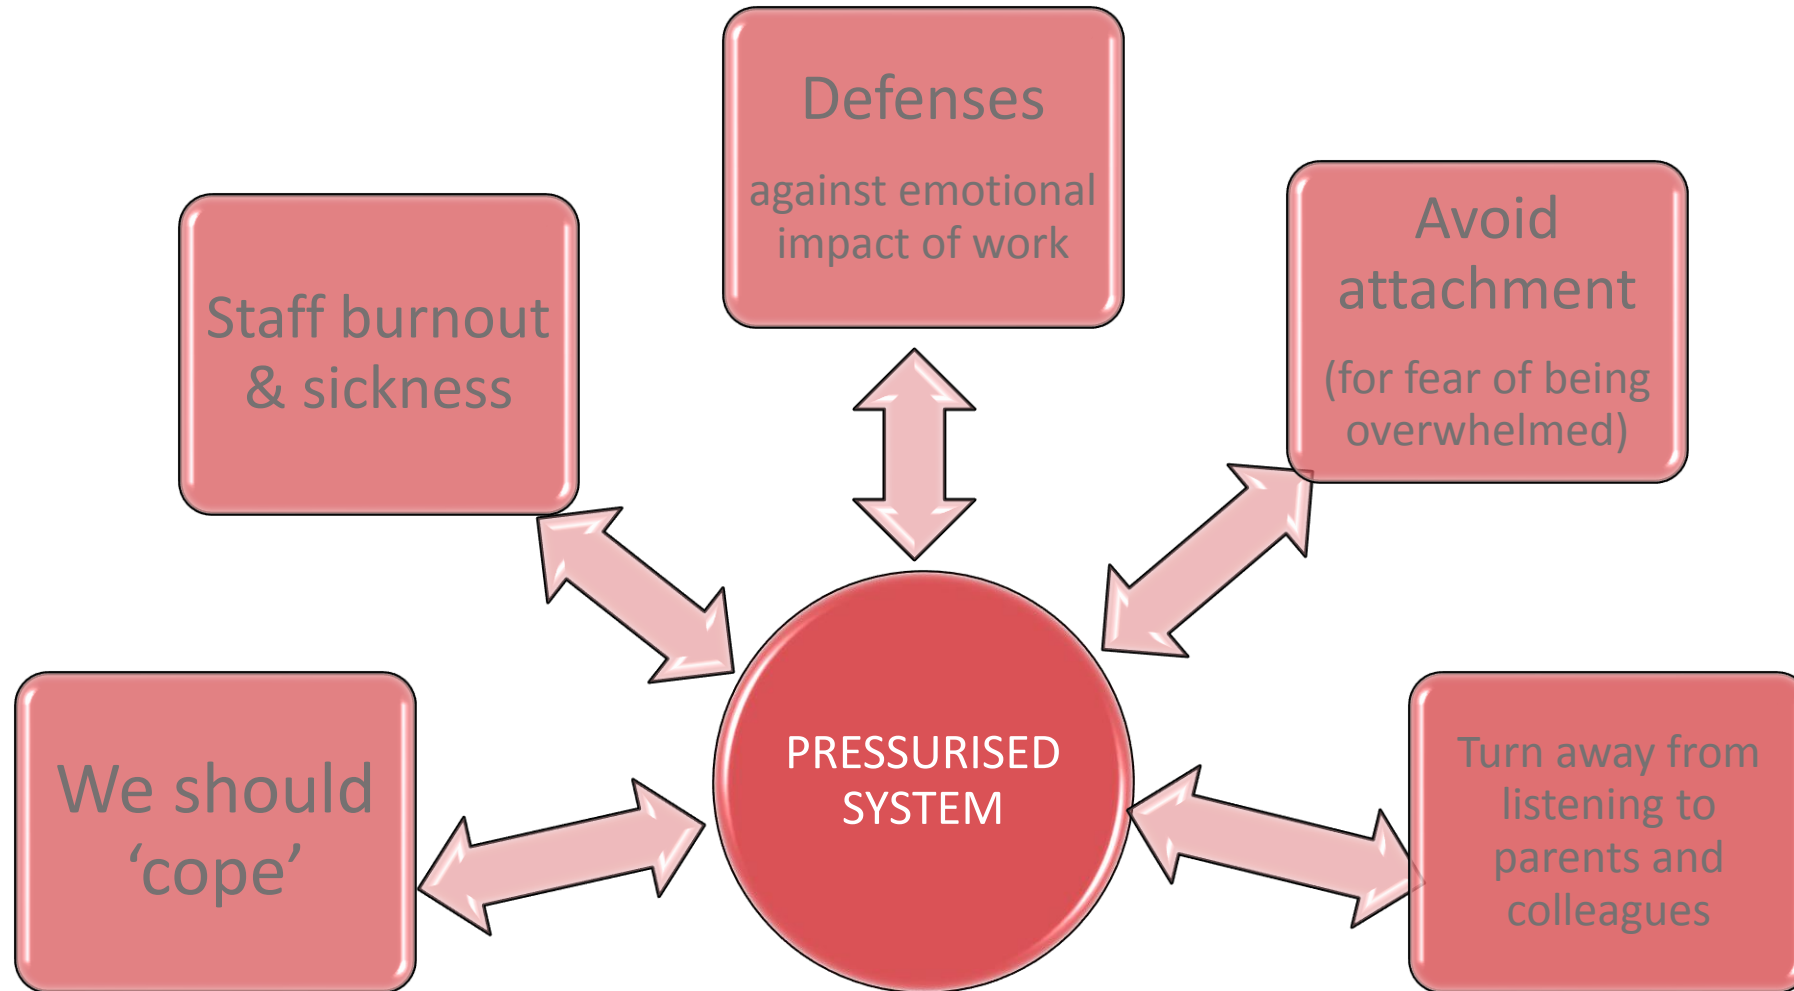 Defenses
against emotional
impact of work
Avoid
attachment
(for fear of being
overwhelmed)
Staff burnout
& sickness
We should
‘cope’
PRESSURISED
SYSTEM
Turn away from
listening to
parents and
colleagues